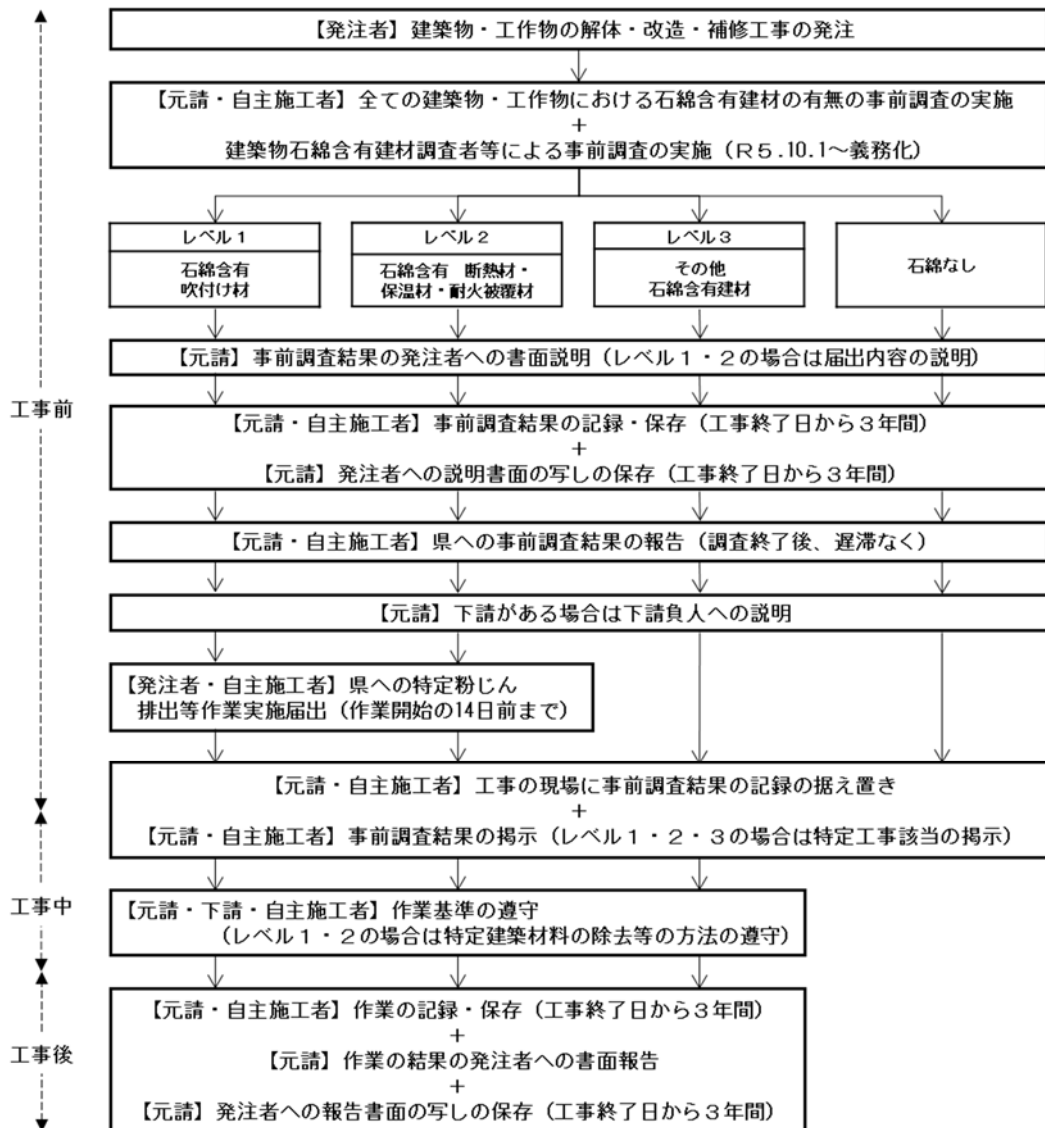 【発注者】建築物・工作物の解体・改造・補修工事の発注
【元請・自主施工者】全ての建築物・工作物における石綿含有建材の有無の事前調査の実施
+
建築物石綿含有建材調査者等による事前調査の実施（R5.10.1～義務化）
レベル1
石綿含有
吹付け材
レベル2
石綿含有 断熱材・
保温材・耐火被覆材
レベル3
その他
石綿含有建材
石綿なし
【元請】事前調査結果の発注者への書面説明（レベル1・2の場合は届出内容の説明）
工事前
【元請・自主施工者】事前調査結果の記録・保存（工事終了日から3年間）
+
【元請】発注者への説明書面の写しの保存（工事終了日から3年間）
【元請・自主施工者】県への事前調査結果の報告（調査終了後、遅滞なく）
【元請】下請がある場合は下請負人への説明
【発注者・自主施工者】県への特定粉じん
排出等作業実施届出（作業開始の14日前まで）
【元請・自主施工者】工事の現場に事前調査結果の記録の据え置き
+
【元請・自主施工者】事前調査結果の掲示（レベル1・2・3の場合は特定工事該当の掲示）
工事中
【元請・下請・自主施工者】作業基準の遵守
（レベル1・2の場合は特定建築材料の除去等の方法の遵守）
工事後
【元請・自主施工者】作業の記録・保存（工事終了日から3年間）
+
【元請】作業の結果の発注者への書面報告
+
【元請】発注者への報告書面の写しの保存（工事終了日から3年間）